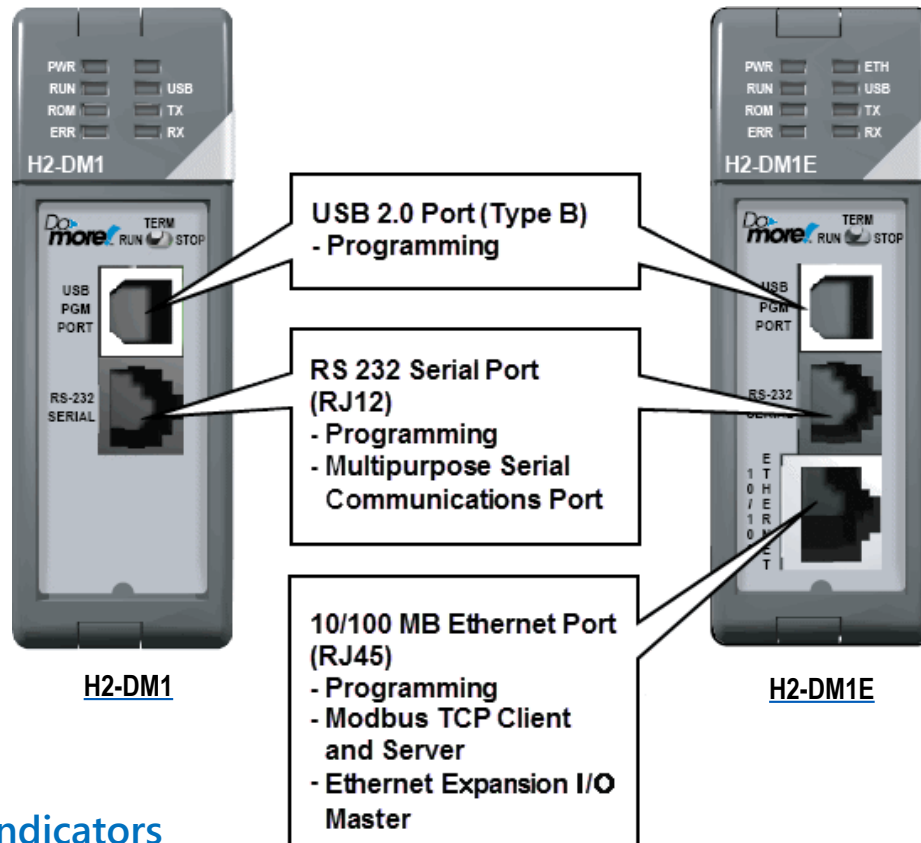 PWR
RUN USB
ROM TX
ERR RX
H2-DM1
Do-
more!
TERM
RUN STOP
USB
PGM
PORT
RS-232
SERIAL
H2-DM1
USB 2.0 Port (Type B)
- Programming
RS 232 Serial Port
(RJ12)
- Programming
- Multipurpose Serial
Communications Port
10/100 MB Ethernet Port
(RJ45)
- Programming
- Modbus TCP Client
and Server
- Ethernet Expansion I/O
Master
PWR ETH
RUN USB
ROM TX
ERR RX
H2-DM1E
Do-
more!
TERM
RUN STOP
USB
PGM
PORT
RS-232
H2-DM1E
ndicators